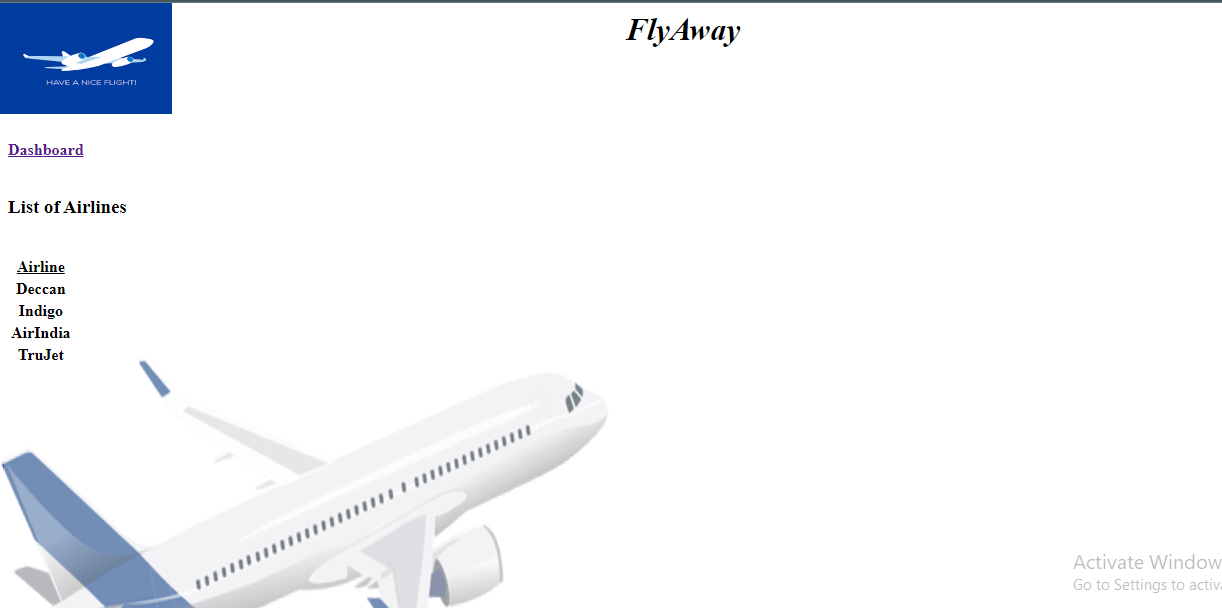 FlyAway
HAVE A NICE FLIGHT!
Dashboard
List of Airlines
Airline
Deccan
Indigo
AirIndia
TruJet
Activate Window
Go to Settings to activa